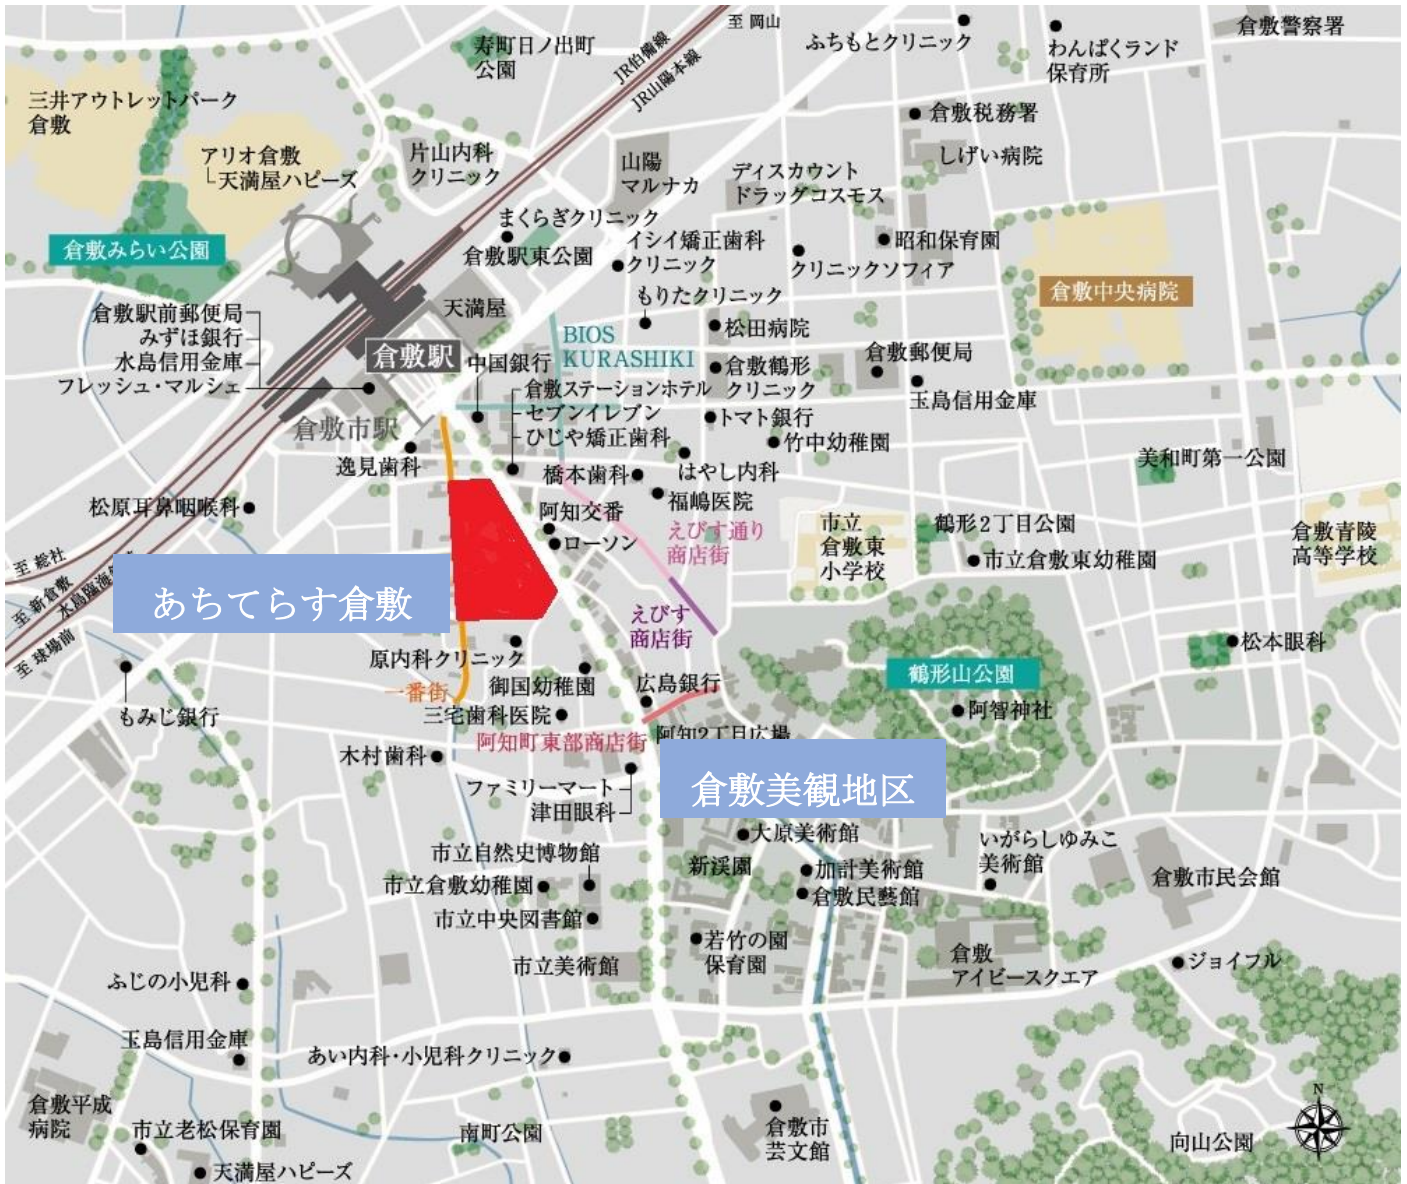 至 岡山
JR伯備線
JR山陽本線
寿町日ノ出町
公園
ふちもとクリニック
わんぱくランド
保育所
倉敷警察署
三井アウトレットパーク
倉敷
アリオ倉敷
└天満屋ハピーズ
片山内科
クリニック
山陽
マルナカ
ディスカウント
ドラッグコスモス
倉敷税務署
しげい病院
倉敷みらい公園
まくらぎクリニック
倉敷駅東公園
イシイ矯正歯科
クリニック
昭和保育園
クリニックソフィア
倉敷中央病院
倉敷駅前郵便局
みずほ銀行
水島信用金庫
フレッシュ・マルシェ
天満屋
もりたクリニック
松田病院
BIOS
KURASHIKI
倉敷駅
中国銀行
倉敷鶴形
クリニック
倉敷郵便局
玉島信用金庫
倉敷ステーションホテル
セブンイレブン
ひじや矯正歯科
トマト銀行
竹中幼稚園
倉敷市駅
逸見歯科
橋本歯科
はやし内科
福嶋医院
美和町第一公園
松原耳鼻咽喉科
阿知交番
ローソン
えびす通り
商店街
市立
倉敷東
小学校
鶴形2丁目公園
市立倉敷東幼稚園
倉敷青陵
高等学校
至 総社
至 新倉敷
至 球場前
あちてらす倉敷
えびす
商店街
原内科クリニック
御国幼稚園
広島銀行
鶴形山公園
阿智神社
松本眼科
一番街
三宅歯科医院
もみじ銀行
阿知町東部商店街
阿知2丁目広場
木村歯科
ファミリーマート
津田眼科
倉敷美観地区
大原美術館
いがらしゆみこ
美術館
市立自然史博物館
新渓園
加計美術館
倉敷民藝館
市立倉敷幼稚園
市立中央図書館
倉敷市民会館
若竹の園
保育園
市立美術館
倉敷
アイビースクエア
ジョイフル
ふじの小児科
玉島信用金庫
あい内科・小児科クリニック
倉敷平成
病院
市立老松保育園
天満屋ハピーズ
南町公園
倉敷市
芸文館
向山公園
N